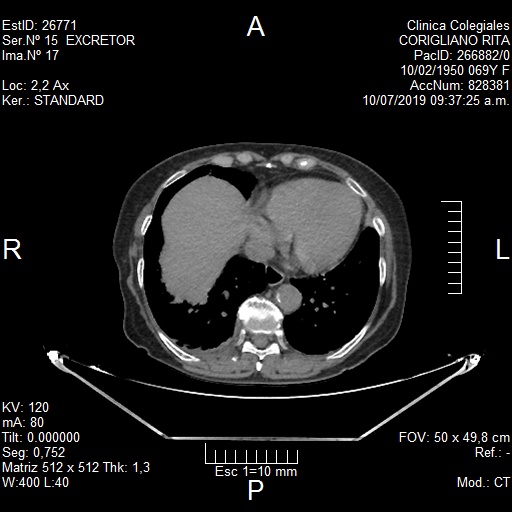 EstID: 26771
Ser.Nº 15 EXCRETOR
Ima.Nº 17
Loc: 2,2 Ax
Ker.: STANDARD
A
Clinica Colegiales
CORIGLIANO RITA
PacID: 266882/0
10/02/1950 069Y F
AccNum: 828381
10/07/2019 09:37:25 a.m.
R
L
KV: 120
mA: 80
Tilt: 0.000000
Seg: 0,752
Matriz 512 x 512 Thk: 1,3
W:400 L:40
Esc 1=10 mm
P
FOV: 50 x 49,8 cm
Ref.: -
Mod.: CT